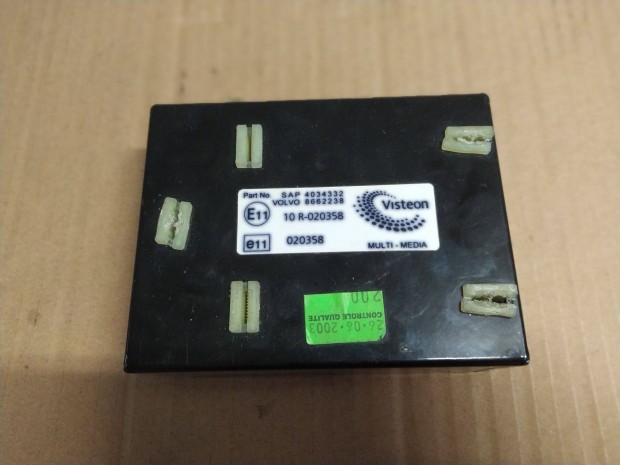 Part No SAP 4034332
VOLVO 8662238
E11 10 R-020358
Visteon
e11 020358
MULTI - MEDIA
CONTROLE QUALITE
26·06·2003
200